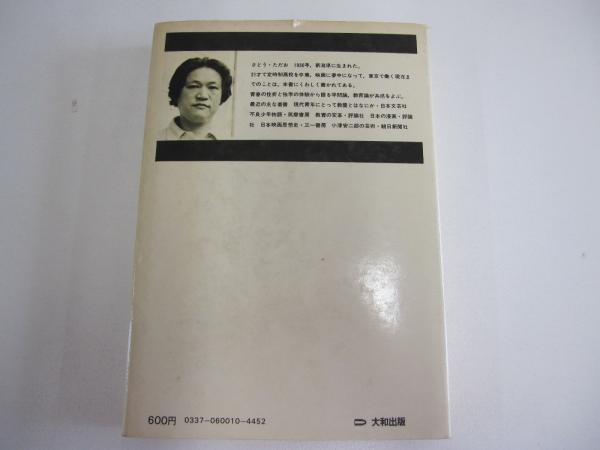 さとう・ただお　1930年，新潟県に生まれた。
21才で定時制高校を卒業。映画に夢中になって，東京で働く現在ま
でのことは，本書にくわしく書かれてある。
青春の技術と独学の体験から語る学問論，教育論が共感をよぶ。
最近の主な著書　現代青年にとって教養とはなにか・日本文芸社
不良少年物語・筑摩書房　教育の変革・評論社　日本の漫画・評論
社　日本映画思想史・三一書房　小津安二郎の芸術・朝日新聞社
600円　0337-060010-4452　大和出版